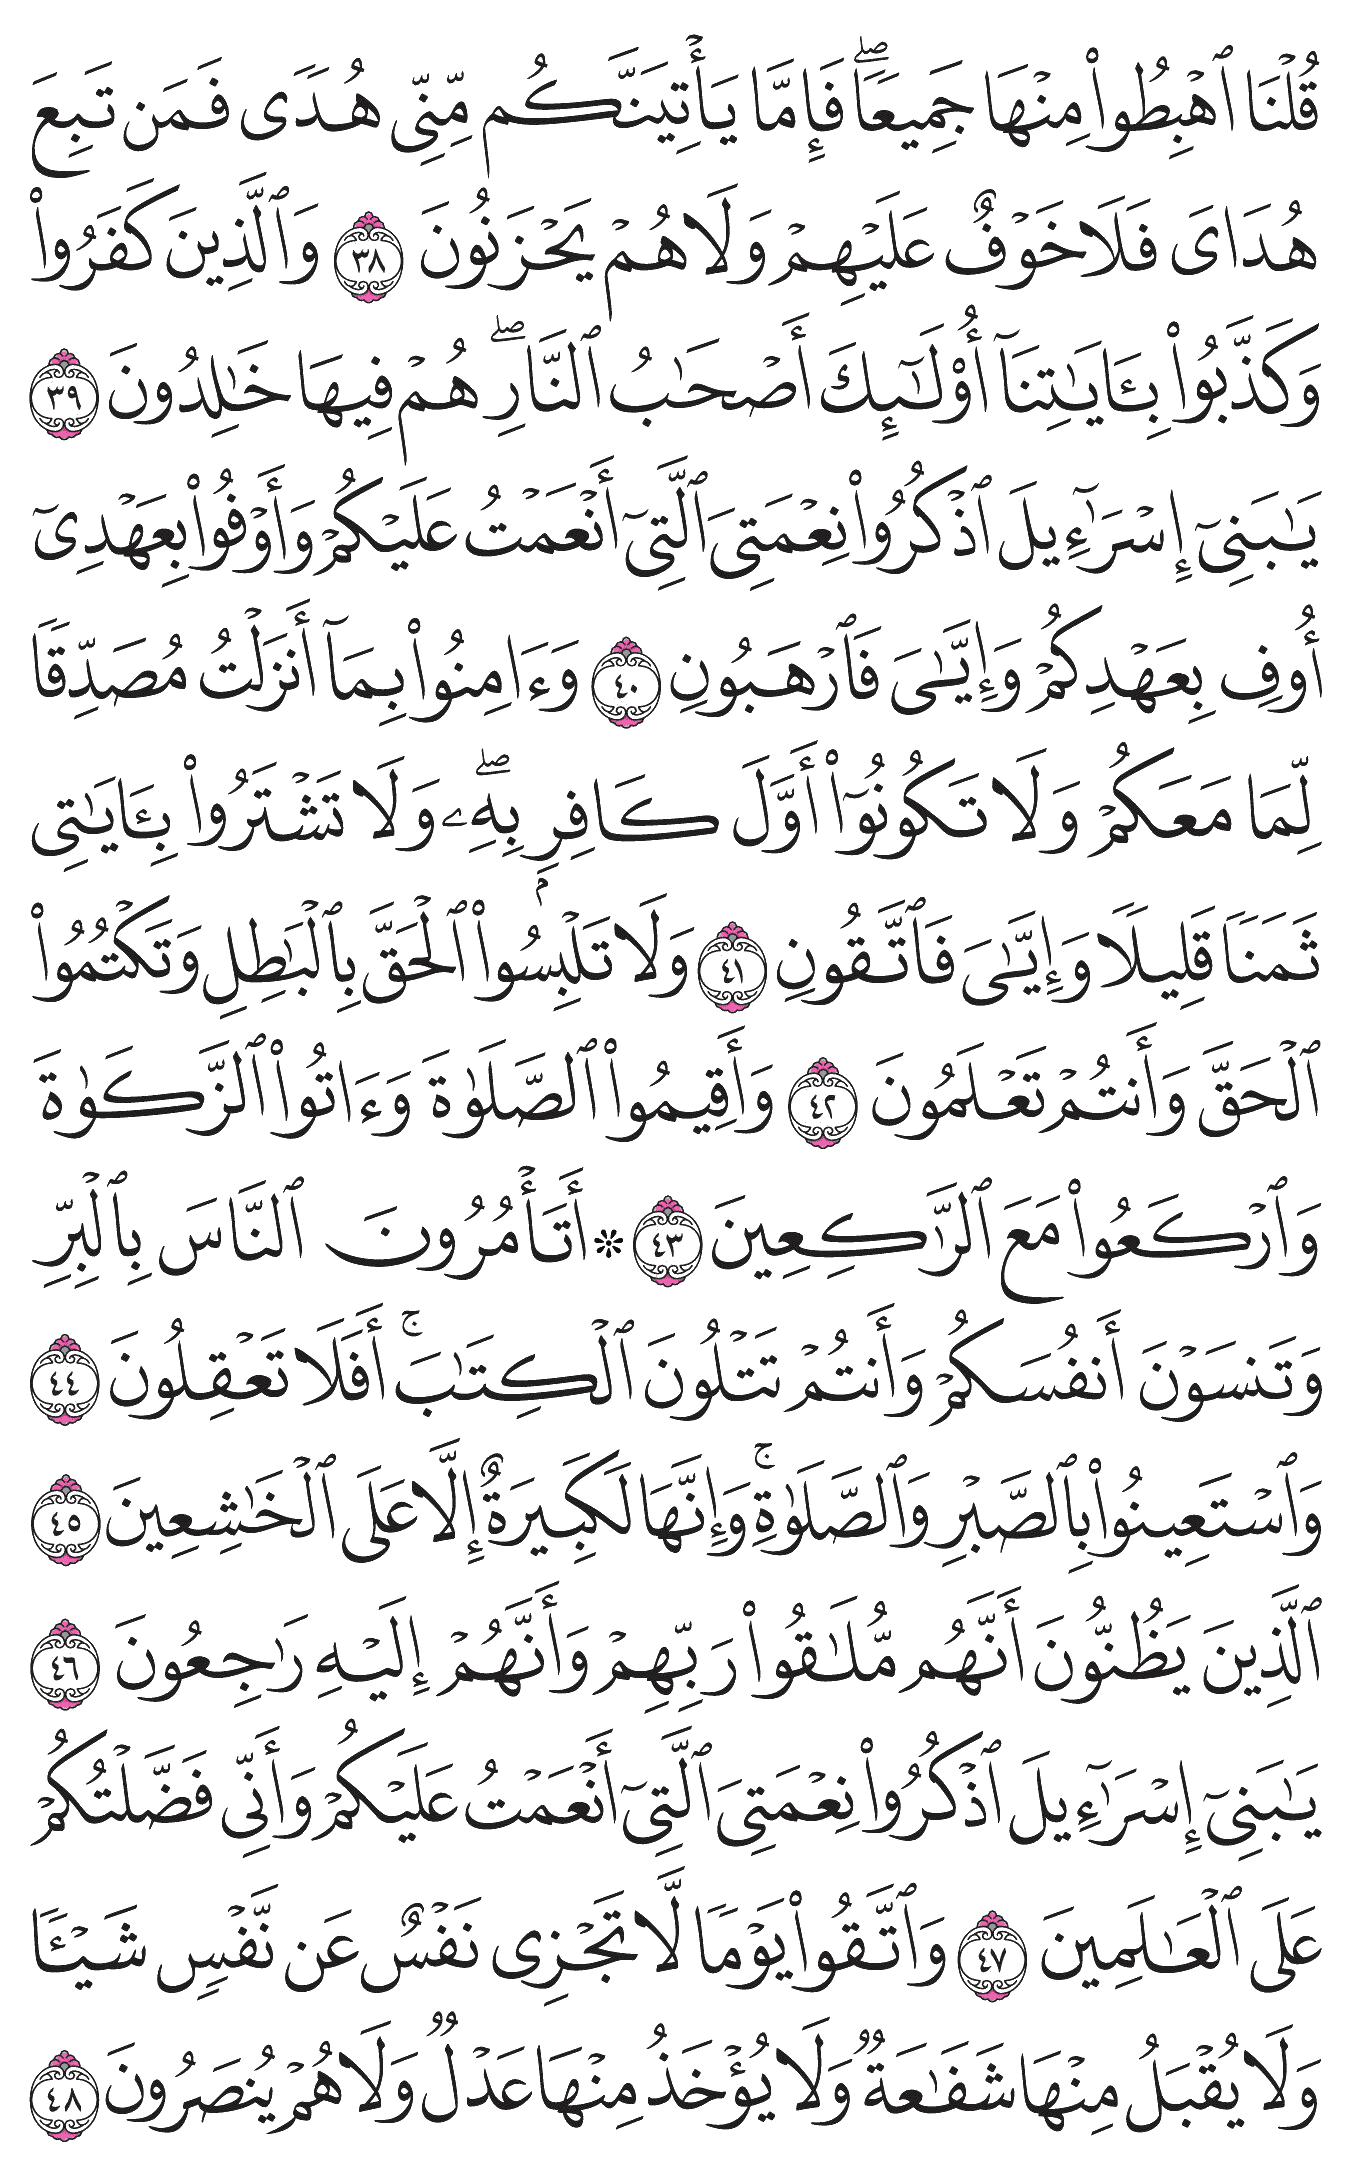 قُلۡنَا ٱهۡبِطُواْ مِنۡهَا جَمِيعٗاۖ فَإِمَّا يَأۡتِيَنَّكُم مِّنِّي هُدٗى فَمَن تَبِعَ
هُدَايَ فَلَا خَوۡفٌ عَلَيۡهِمۡ وَلَا هُمۡ يَحۡزَنُونَ ٣٨ وَٱلَّذِينَ كَفَرُواْ
وَكَذَّبُواْ بِـَٔايَٰتِنَآ أُوْلَٰٓئِكَ أَصۡحَٰبُ ٱلنَّارِۖ هُمۡ فِيهَا خَٰلِدُونَ ٣٩
يَٰبَنِيٓ إِسۡرَٰٓءِيلَ ٱذۡكُرُواْ نِعۡمَتِيَ ٱلَّتِيٓ أَنۡعَمۡتُ عَلَيۡكُمۡ وَأَوۡفُواْ بِعَهۡدِيٓ
أُوفِ بِعَهۡدِكُمۡ وَإِيَّٰيَ فَٱرۡهَبُونِ ٤٠ وَءَامِنُواْ بِمَآ أَنزَلۡتُ مُصَدِّقٗا
لِّمَا مَعَكُمۡ وَلَا تَكُونُوٓاْ أَوَّلَ كَافِرِۭ بِهِۦۖ وَلَا تَشۡتَرُواْ بِـَٔايَٰتِي
ثَمَنٗا قَلِيلٗا وَإِيَّٰيَ فَٱتَّقُونِ ٤١ وَلَا تَلۡبِسُواْ ٱلۡحَقَّ بِٱلۡبَٰطِلِ وَتَكۡتُمُواْ
ٱلۡحَقَّ وَأَنتُمۡ تَعۡلَمُونَ ٤٢ وَأَقِيمُواْ ٱلصَّلَوٰةَ وَءَاتُواْ ٱلزَّكَوٰةَ
وَٱرۡكَعُواْ مَعَ ٱلرَّٰكِعِينَ ٤٣ ۞ أَتَأۡمُرُونَ ٱلنَّاسَ بِٱلۡبِرِّ
وَتَنسَوۡنَ أَنفُسَكُمۡ وَأَنتُمۡ تَتۡلُونَ ٱلۡكِتَٰبَۚ أَفَلَا تَعۡقِلُونَ ٤٤
وَٱسۡتَعِينُواْ بِٱلصَّبۡرِ وَٱلصَّلَوٰةِۚ وَإِنَّهَا لَكَبِيرَةٌ إِلَّا عَلَى ٱلۡخَٰشِعِينَ ٤٥
ٱلَّذِينَ يَظُنُّونَ أَنَّهُم مُّلَٰقُواْ رَبِّهِمۡ وَأَنَّهُمۡ إِلَيۡهِ رَٰجِعُونَ ٤٦
يَٰبَنِيٓ إِسۡرَٰٓءِيلَ ٱذۡكُرُواْ نِعۡمَتِيَ ٱلَّتِيٓ أَنۡعَمۡتُ عَلَيۡكُمۡ وَأَنِّي فَضَّلۡتُكُمۡ
عَلَى ٱلۡعَٰلَمِينَ ٤٧ وَٱتَّقُواْ يَوۡمٗا لَّا تَجۡزِي نَفۡسٌ عَن نَّفۡسٖ شَيۡـٔٗا
وَلَا يُقۡبَلُ مِنۡهَا شَفَٰعَةٞ وَلَا يُؤۡخَذُ مِنۡهَا عَدۡلٞ وَلَا هُمۡ يُنصَرُونَ ٤٨